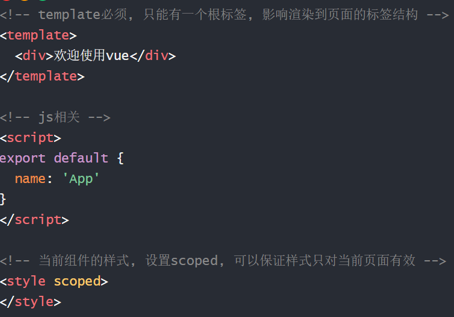 <!-- template必须, 只能有一个根标签, 影响渲染到页面的标签结构 -->
<template>
  <div>欢迎使用vue</div>
</template>

<!-- js相关 -->
<script>
export default {
  name: 'App'
}
</script>

<!-- 当前组件的样式, 设置scoped, 可以保证样式只对当前页面有效 -->
<style scoped>
</style>